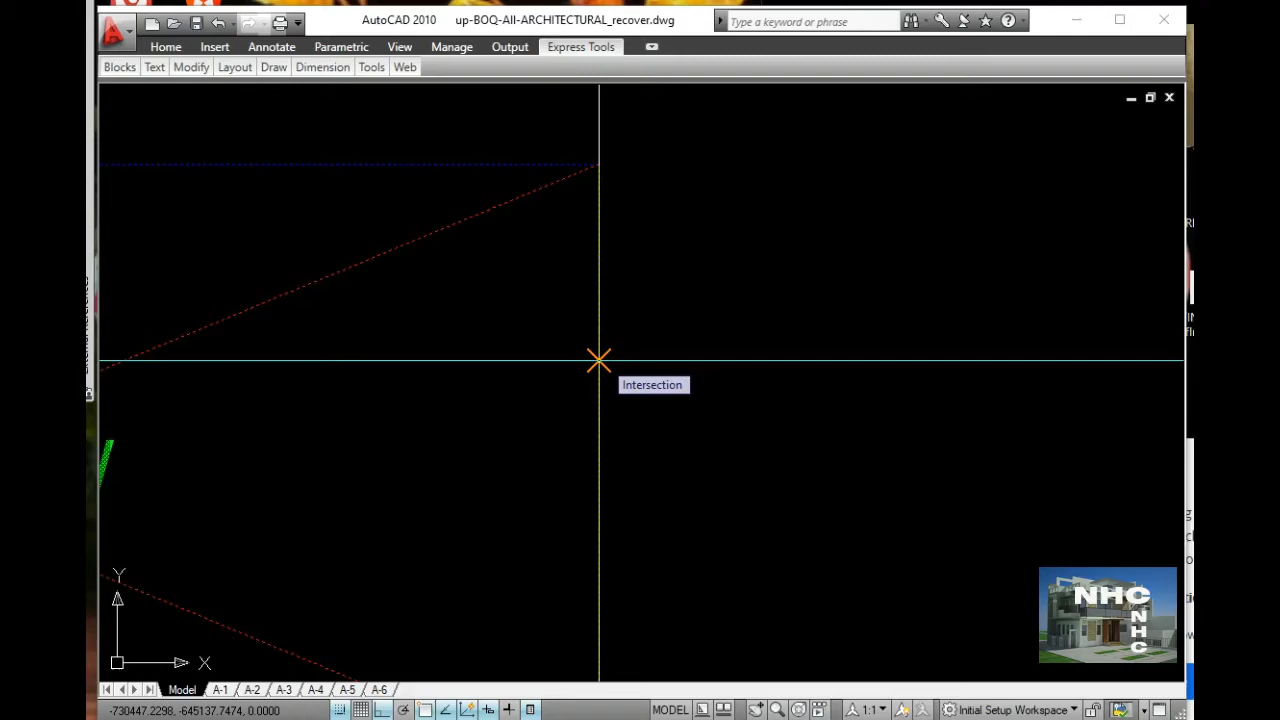 AutoCAD 2010 up-BOQ-All-ARCHITECTURAL_recover.dwg
Type a keyword or phrase
Home Insert Annotate Parametric View Manage Output Express Tools
Blocks Text Modify Layout Draw Dimension Tools Web
External References
Intersection
NHC
N
H
C
Y
X
Model A-1 A-2 A-3 A-4 A-5 A-6
-730447.2298, -645137.7474, 0.0000 MODEL 1:1 Initial Setup Workspace